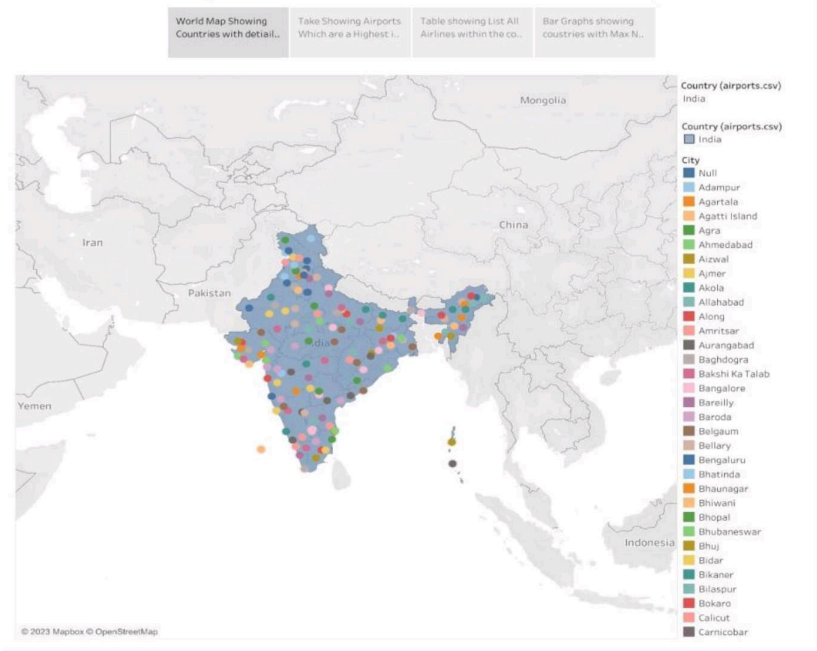 World Map Showing
Countries with detiail..
Take Showing Airports
Which are a Highest i..
Table showing List All
Airlines within the co..
Bar Graphs showing
coustries with Max N..
Mongolia
China
Iran
Pakistan
dia
Yemen
Indonesia
© 2023 Mapbox © OpenStreetMap
Country (airports.csv)
India
Country (airports.csv)
India
City
Null
Adampur
Agartala
Agatti Island
Agra
Ahmedabad
Aizwal
Ajmer
Akola
Allahabad
Along
Amritsar
Aurangabad
Baghdogra
Bakshi Ka Talab
Bangalore
Bareilly
Baroda
Belgaum
Bellary
Bengaluru
Bhatinda
Bhaunagar
Bhiwani
Bhopal
Bhubaneswar
Bhuj
Bidar
Bikaner
Bilaspur
Bokaro
Calicut
Carnicobar